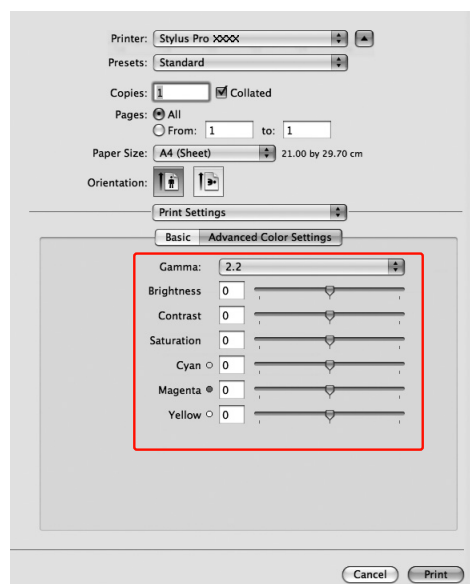 Printer: Stylus Pro XXXX
Presets: Standard
Copies: 1 Collated
Pages: All
From: 1 to: 1
Paper Size: A4 (Sheet) 21.00 by 29.70 cm
Orientation:
Print Settings
Basic Advanced Color Settings
Gamma: 2.2
Brightness 0
Contrast 0
Saturation 0
Cyan 0
Magenta 0
Yellow 0
Cancel Print